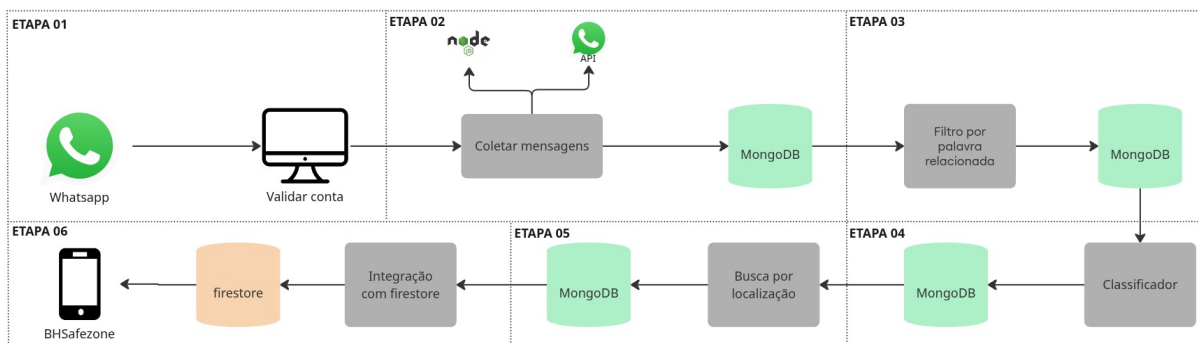 ETAPA 01
Whatsapp
Validar conta
ETAPA 02
node
JS
API
Coletar mensagens
MongoDB
ETAPA 03
Filtro por
palavra
relacionada
MongoDB
ETAPA 04
Classificador
MongoDB
ETAPA 05
Busca por
localização
MongoDB
ETAPA 06
Integração
com firestore
firestore
BHSafezone